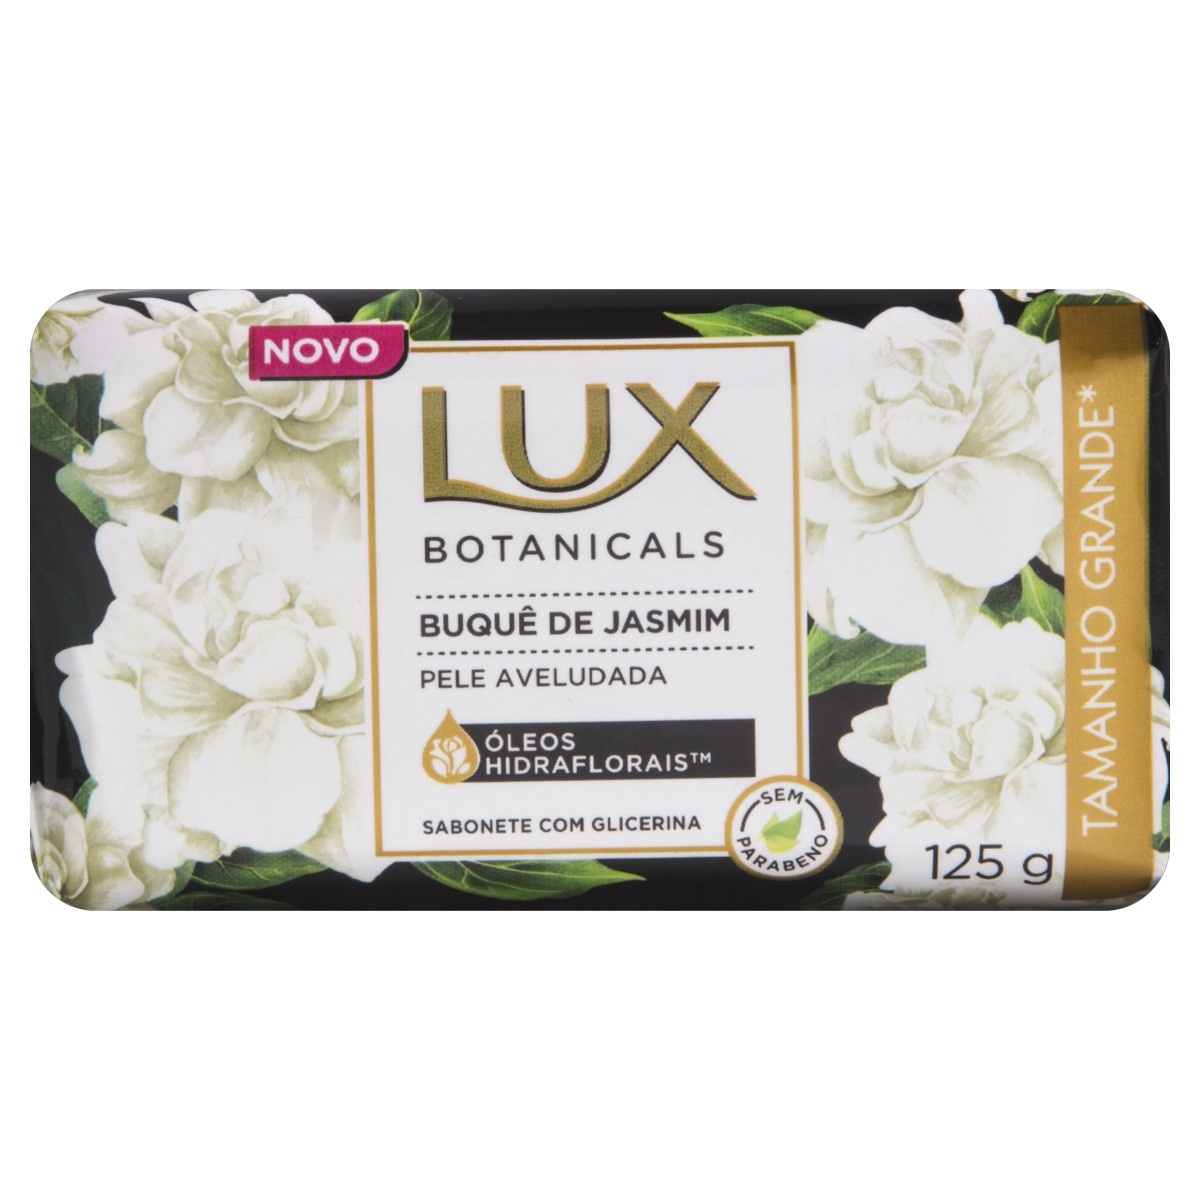 NOVO
LUX
BOTANICALS
BUQUÊ DE JASMIM
PELE AVELUDADA
ÓLEOS
HIDRAFLORAIS™
SABONETE COM GLICERINA
SEM
PARABENO
125 g
TAMANHO GRANDE*